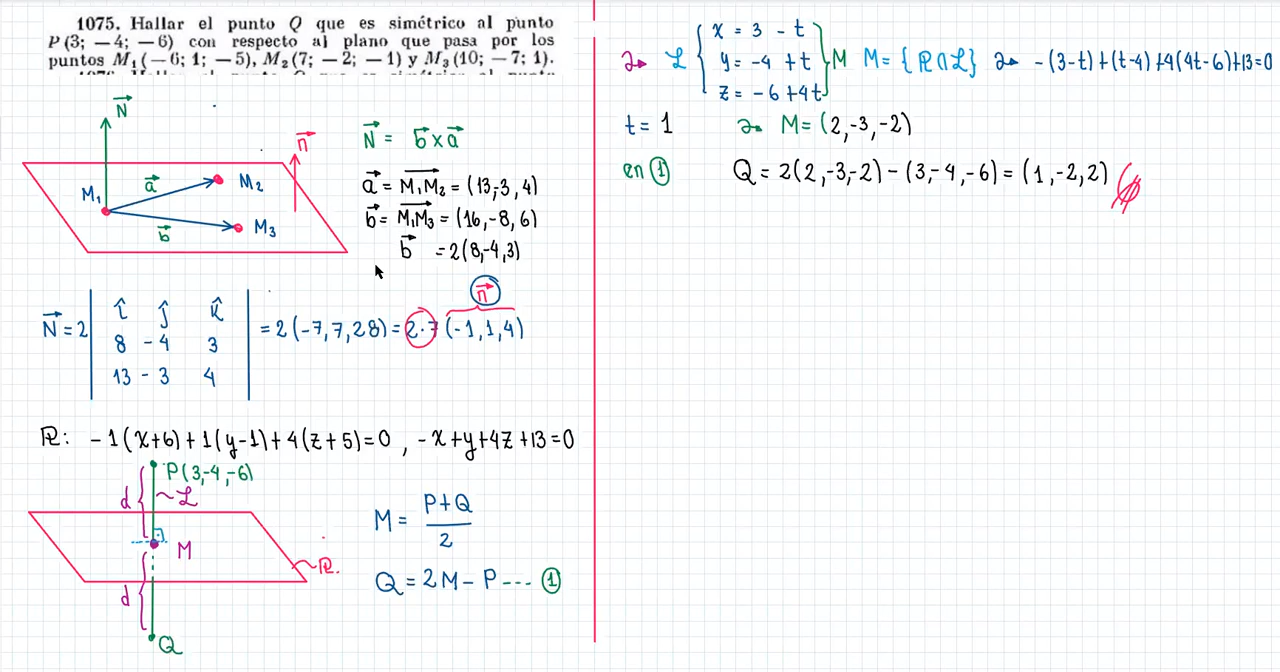 1075. Hallar el punto Q que es simétrico al punto
P (3; — 4; — 6) con respecto al plano que pasa por los
puntos M₁ (— 6; 1; — 5), M₂ (7; — 2; — 1) y M₃ (10; — 7; 1).
N⃗
n⃗
M₁
a⃗
M₂
b⃗
M₃
N⃗ = b⃗ x a⃗
a⃗ = M₁M₂ = (13,-3, 4)
b⃗ = M₁M₃ = (16,-8, 6)
b⃗ = 2(8,-4,3)
n⃗
N⃗ = 2 | î ĵ k̂ | = 2(-7,7,28) = 2·7 (-1,1,4)
8 -4 3
13 -3 4
ℝ: -1(x+6)+1(y-1)+4(z+5)=0 , -x+y+4z+13=0
P(3,-4,-6)
d
~ ℒ
M
~ ℝ.
d
Q
M = P+Q / 2
Q = 2M - P --- ①
ℒ { x = 3 - t
y = -4 + t } M M = { ℝ ∩ ℒ } -(3-t)+(t-4)+4(4t-6)+13=0
z = -6+4t
t = 1 M = (2,-3,-2)
en ① Q = 2(2,-3,-2) - (3,-4,-6) = (1,-2,2)